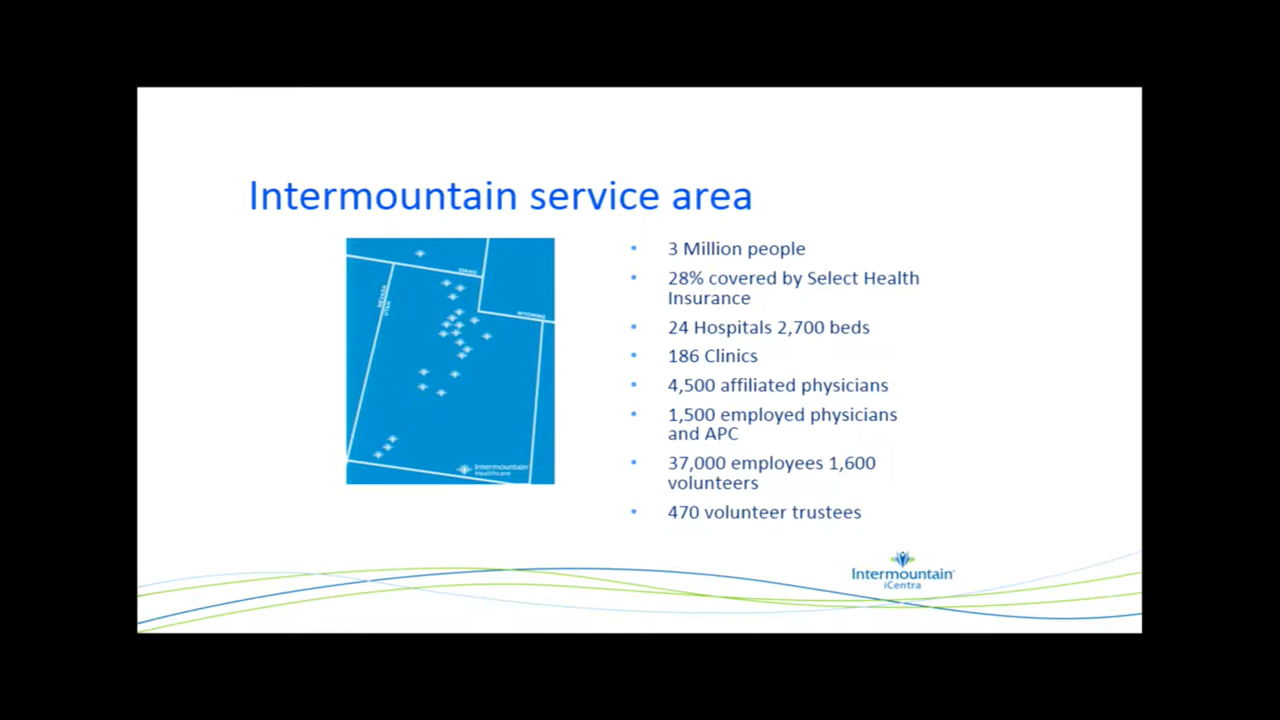 Intermountain service area
IDAHO
NEVADA
UTAH
WYOMING
Intermountain
Healthcare
• 3 Million people
• 28% covered by Select Health
Insurance
• 24 Hospitals 2,700 beds
• 186 Clinics
• 4,500 affiliated physicians
• 1,500 employed physicians
and APC
• 37,000 employees 1,600
volunteers
• 470 volunteer trustees
Intermountain
iCentra